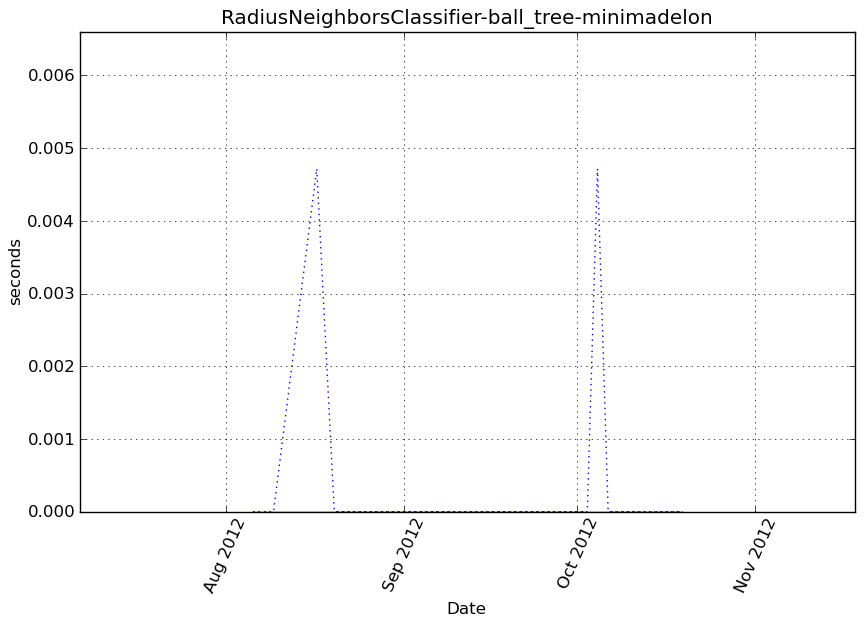 RadiusNeighborsClassifier-ball_tree-minimadelon
0.006
0.005
0.004
0.003
0.002
0.001
0.000
seconds
Aug 2012
Sep 2012
Oct 2012
Nov 2012
Date